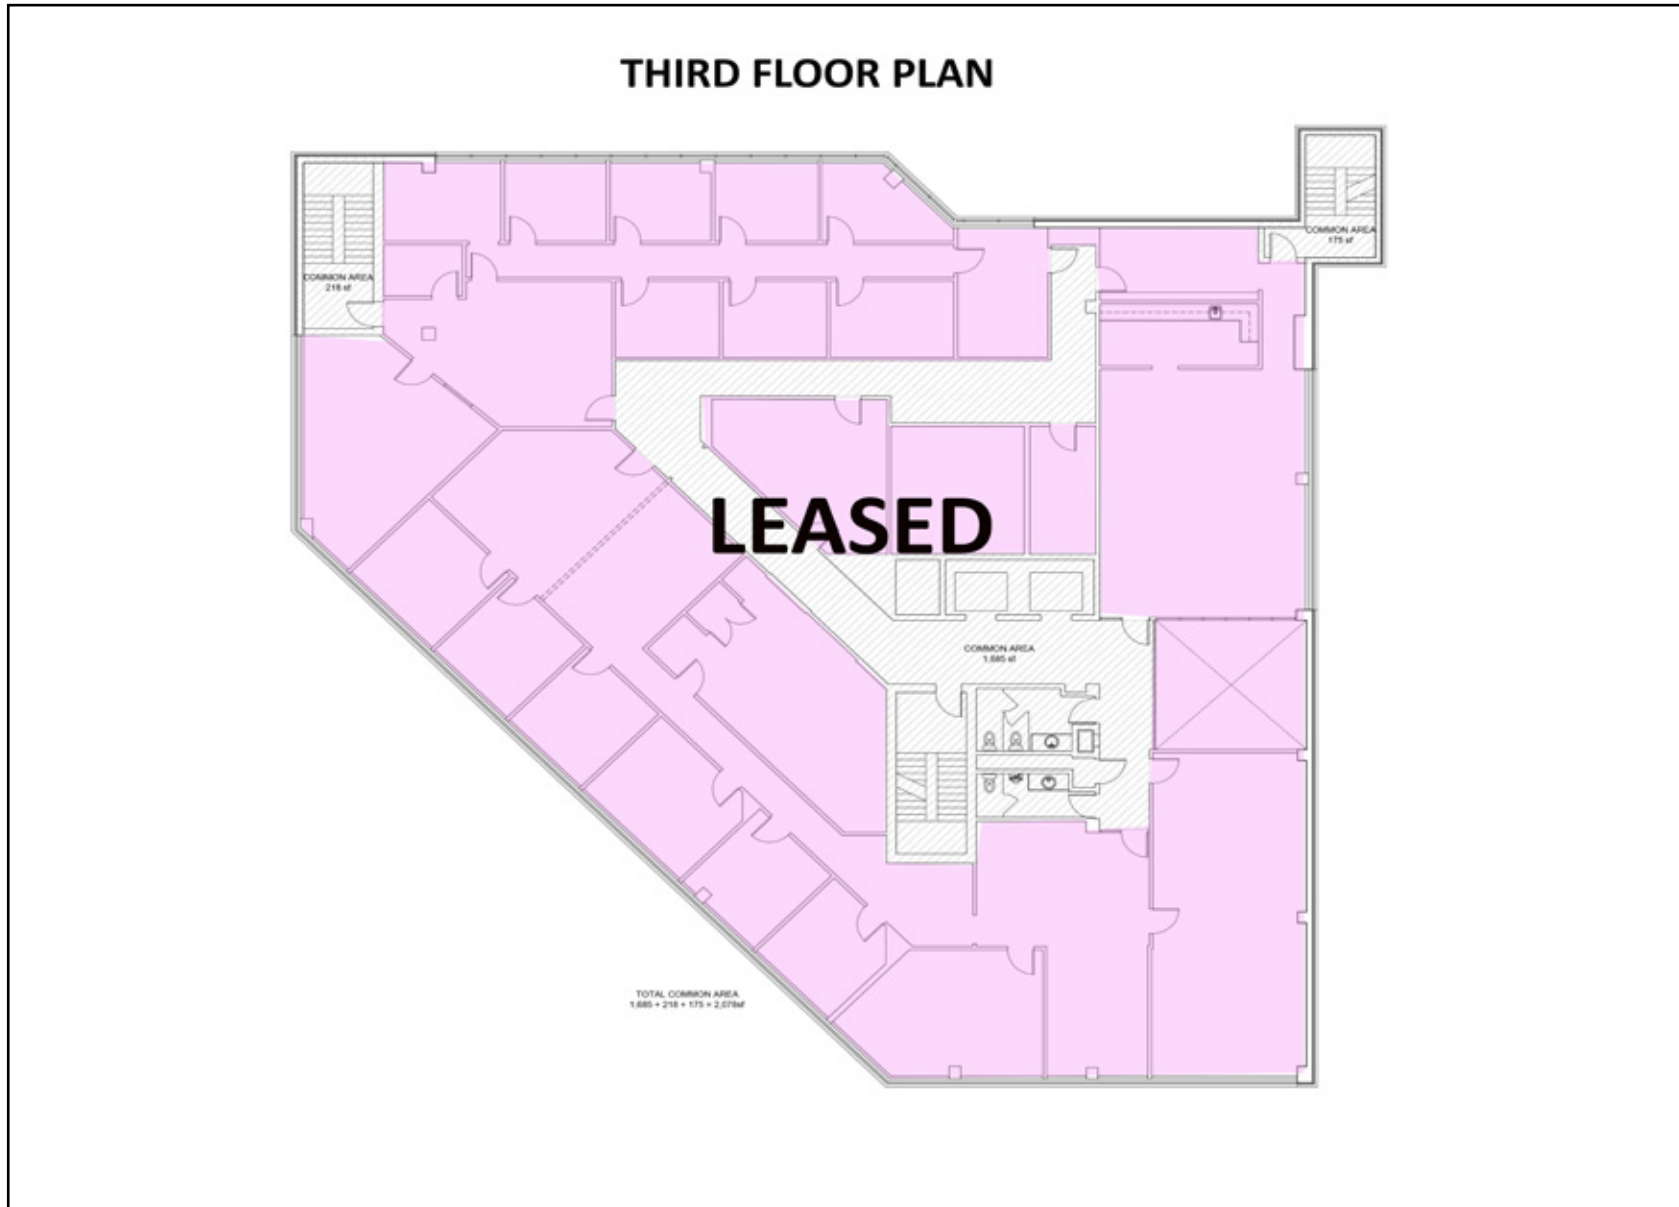 THIRD FLOOR PLAN
COMMON AREA
175 sf
COMMON AREA
218 sf
LEASED
COMMON AREA
1,685 sf
TOTAL COMMON AREA
1,685 + 218 + 175 = 2,078sf